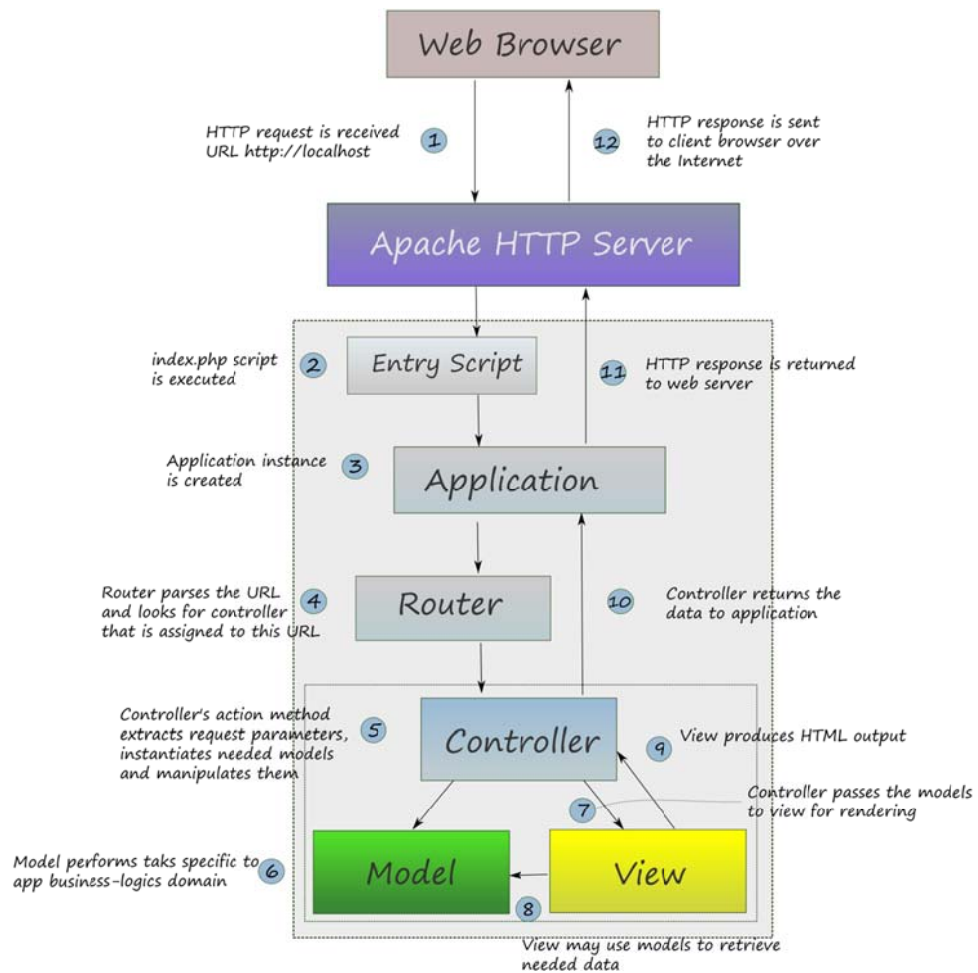 Web Browser
HTTP request is received
URL http://localhost
1
12
HTTP response is sent
to client browser over
the Internet
Apache HTTP Server
index.php script
is executed
2
Entry Script
11
HTTP response is returned
to web server
Application instance
is created
3
Application
Router parses the URL
and looks for controller
that is assigned to this URL
4
Router
10
Controller returns the
data to application
Controller's action method
extracts request parameters,
instantiates needed models
and manipulates them
5
Controller
9
View produces HTML output
7
Controller passes the models
to view for rendering
Model performs taks specific to
app business-logics domain
6
Model
View
8
View may use models to retrieve
needed data